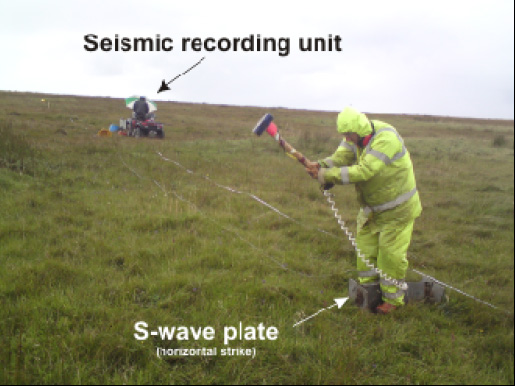 Seismic recording unit
S-wave plate
(horizontal strike)